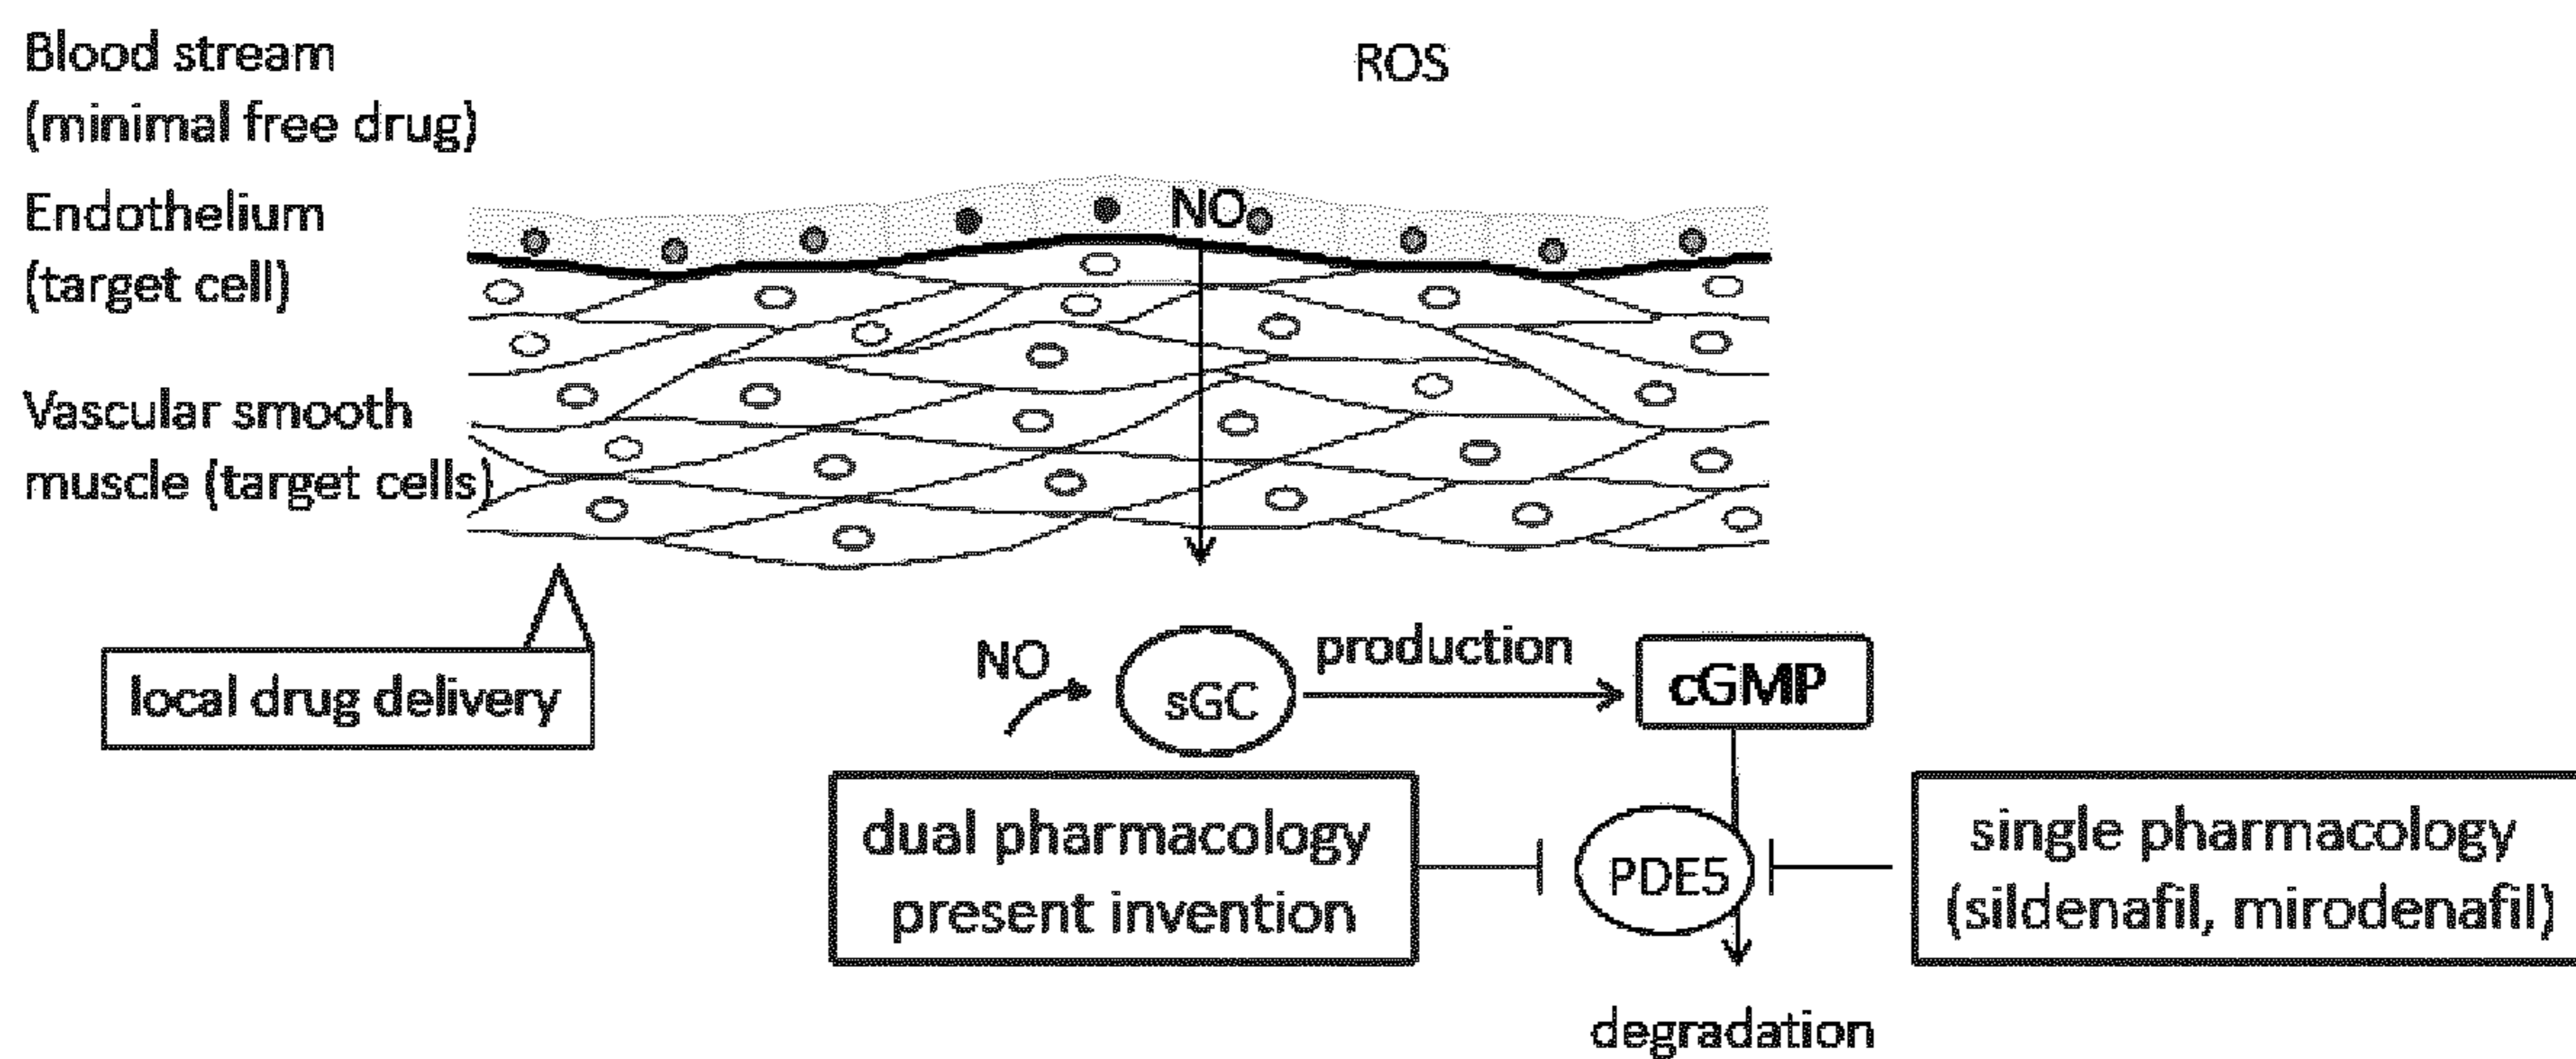 Blood stream
(minimal free drug)
ROS
Endothelium
(target cell)
NO
Vascular smooth
muscle (target cells)
local drug delivery
NO
sGC
production
cGMP
dual pharmacology
present invention
PDE5
single pharmacology
(sildenafil, mirodenafil)
degradation